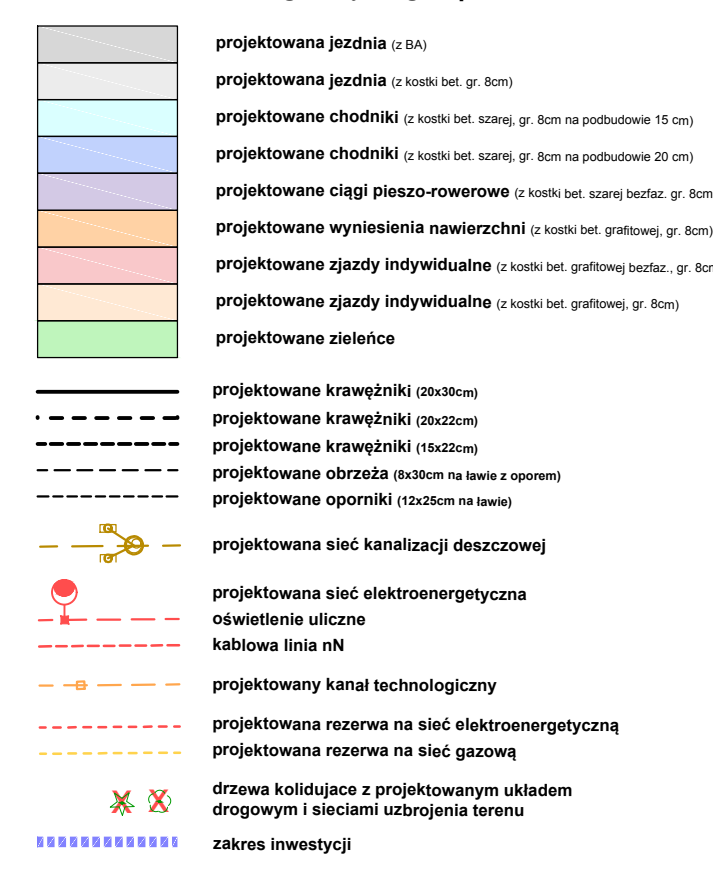 projektowana jezdnia (z BA)
projektowana jezdnia (z kostki bet. gr. 8cm)
projektowane chodniki (z kostki bet. szarej, gr. 8cm na podbudowie 15 cm)
projektowane chodniki (z kostki bet. szarej, gr. 8cm na podbudowie 20 cm)
projektowane ciągi pieszo-rowerowe (z kostki bet. szarej bezfaz. gr. 8cm
projektowane wyniesienia nawierzchni (z kostki bet. grafitowej, gr. 8cm)
projektowane zjazdy indywidualne (z kostki bet. grafitowej bezfaz., gr. 8cm
projektowane zjazdy indywidualne (z kostki bet. grafitowej, gr. 8cm)
projektowane zieleńce
projektowane krawężniki (20x30cm)
projektowane krawężniki (20x22cm)
projektowane krawężniki (15x22cm)
projektowane obrzeża (8x30cm na ławie z oporem)
projektowane oporniki (12x25cm na ławie)
projektowana sieć kanalizacji deszczowej
projektowana sieć elektroenergetyczna
oświetlenie uliczne
kablowa linia nN
projektowany kanał technologiczny
projektowana rezerwa na sieć elektroenergetyczną
projektowana rezerwa na sieć gazową
drzewa kolidujace z projektowanym układem
drogowym i sieciami uzbrojenia terenu
zakres inwestycji